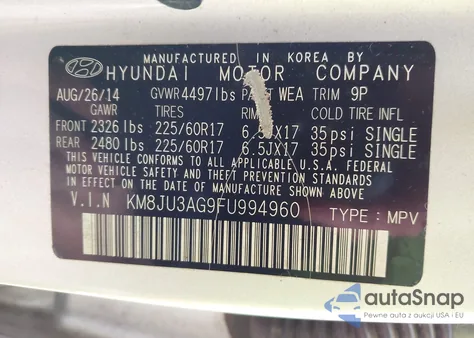 MANUFACTURED IN KOREA BY
HYUNDAI MOTOR COMPANY
AUG/26/14 GVWR 4497lbs PAINT WEA TRIM 9P
GAWR TIRES RIM COLD TIRE INFL
FRONT 2326 lbs 225/60R17 6.5JX17 35psi SINGLE
REAR 2480 lbs 225/60R17 6.5JX17 35psi SINGLE
THIS VEHICLE CONFORMS TO ALL APPLICABLE U.S.A. FEDERAL
MOTOR VEHICLE SAFETY STANDARDS IN EFFECT ON
THE DATE OF MANUFACTURE SHOWN ABOVE.
V.I.N KM8JU3AG9FU994960 TYPE : MPV
autoSnap
Pewne auta z aukcji USA i EU